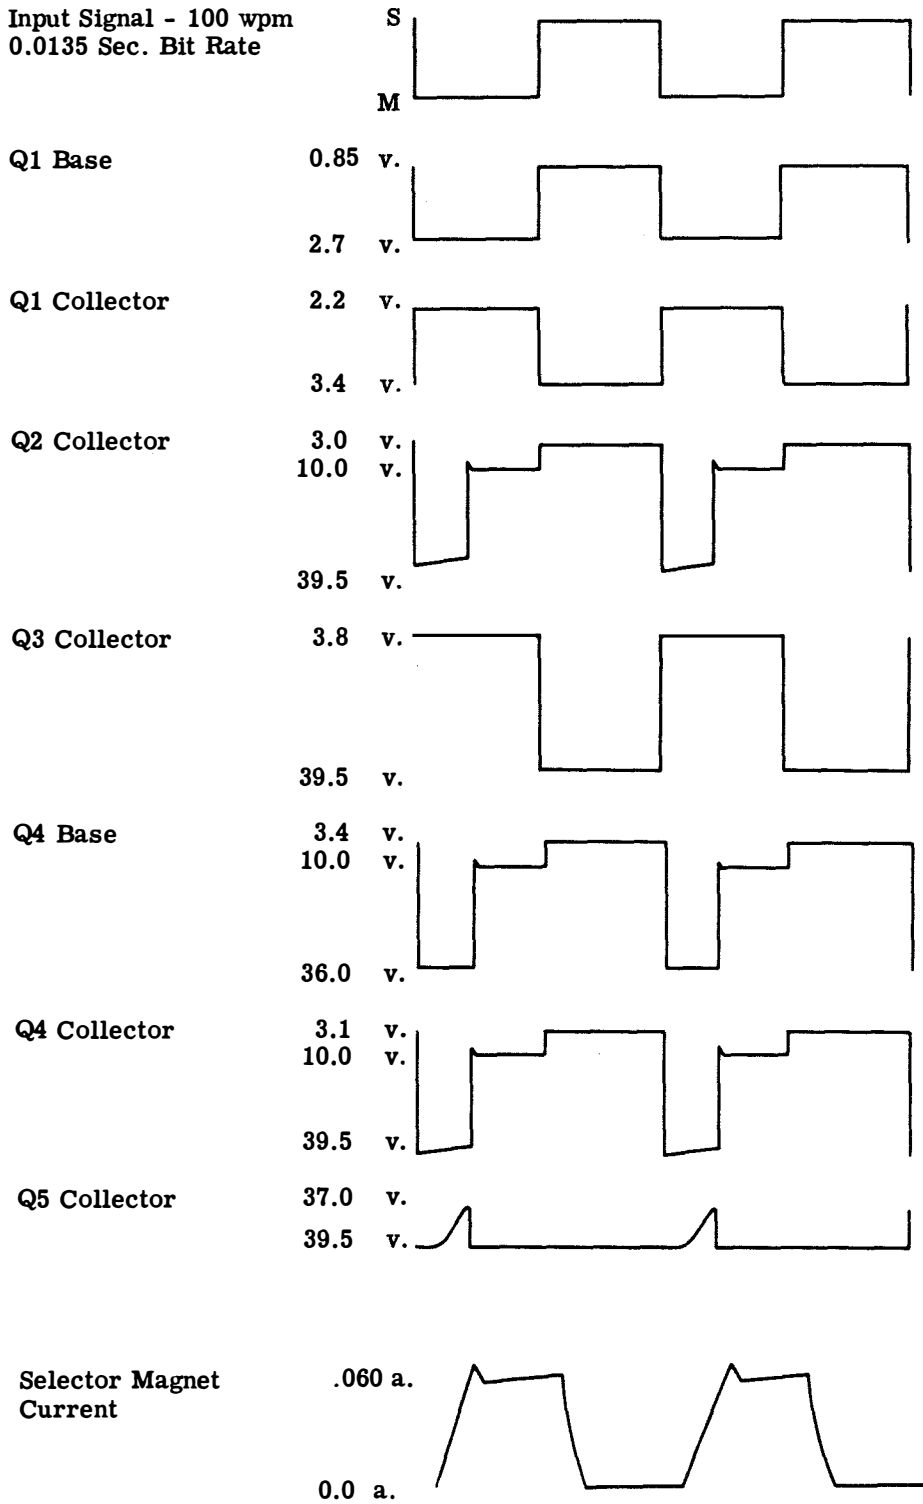 Input Signal - 100 wpm
0.0135 Sec. Bit Rate
S
M
Q1 Base 0.85 v.
2.7 v.
Q1 Collector 2.2 v.
3.4 v.
Q2 Collector 3.0 v.
10.0 v.
39.5 v.
Q3 Collector 3.8 v.
39.5 v.
Q4 Base 3.4 v.
10.0 v.
36.0 v.
Q4 Collector 3.1 v.
10.0 v.
39.5 v.
Q5 Collector 37.0 v.
39.5 v.
Selector Magnet .060 a.
Current
0.0 a.